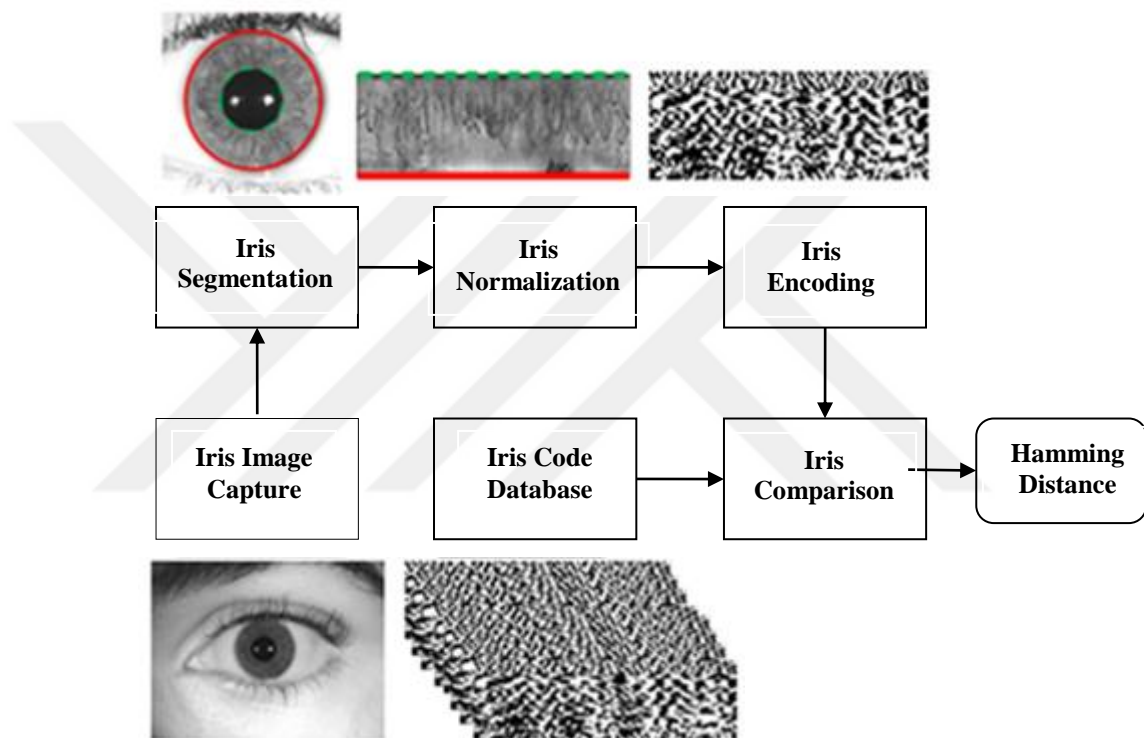 Iris
Segmentation
Iris
Normalization
Iris
Encoding
Iris Image
Capture
Iris Code
Database
Iris
Comparison
Hamming
Distance